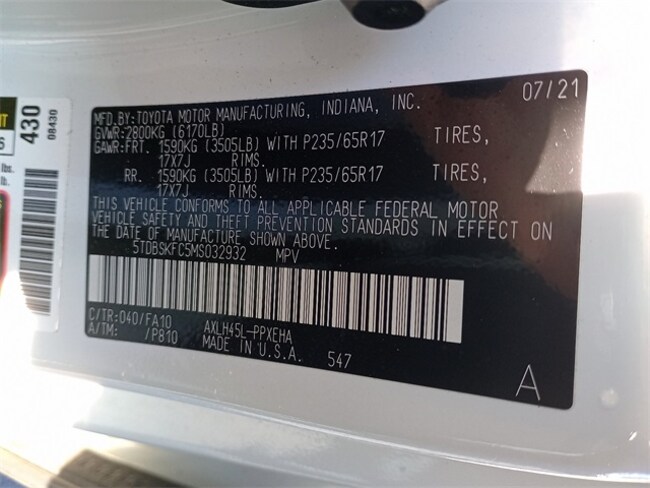 MFD.BY:TOYOTA MOTOR MANUFACTURING, INDIANA, INC. 07/21
GVWR:2800KG (6170LB)
GAWR:FRT. 1590KG (3505LB) WITH P235/65R17 TIRES,
17X7J RIMS.
RR. 1590KG (3505LB) WITH P235/65R17 TIRES,
17X7J RIMS.
THIS VEHICLE CONFORMS TO ALL APPLICABLE FEDERAL MOTOR
VEHICLE SAFETY AND THEFT PREVENTION STANDARDS IN EFFECT ON
THE DATE OF MANUFACTURE SHOWN ABOVE.
5TDBSKFC5MS032932 MPV
C/TR:040/FA10 AXLH45L-PPXEHA
A/TM: /P810 MADE IN U.S.A. 547
A
430
08430
lbs.
lb.